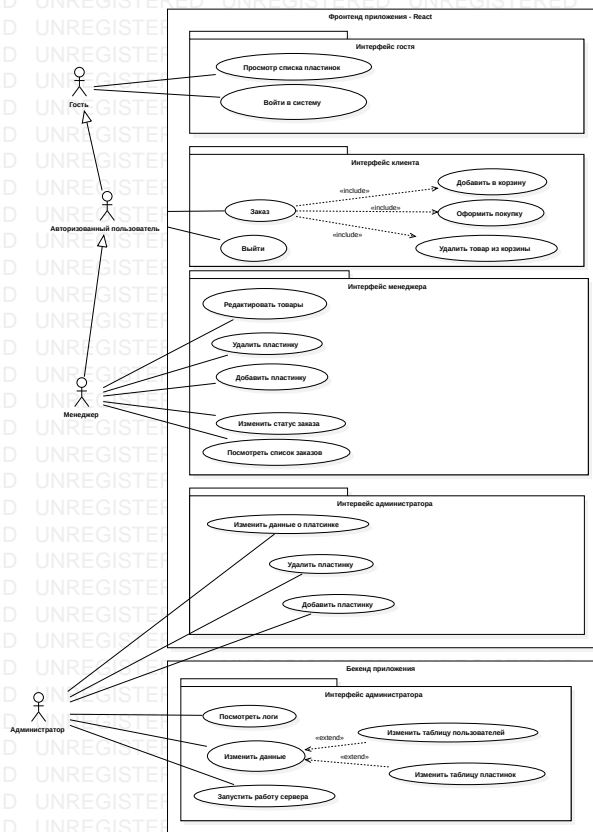 Фронтенд приложения - React
Интерфейс гостя
Просмотр списка пластинок
Войти в систему
Гость
Интерфейс клиента
Авторизованный пользователь
Заказ
«include»
«include»
«include»
Добавить в корзину
Оформить покупку
Удалить товар из корзины
Выйти
Интерфейс менеджера
Редактировать товары
Удалить пластинку
Добавить пластинку
Менеджер
Изменить статус заказа
Посмотреть список заказов
Интервейс администратора
Изменить данные о платсинке
Удалить пластинку
Добавить пластинку
Администратор
Бекенд приложения
Интерфейс администратора
Посмотреть логи
Изменить данные
«extend»
«extend»
Изменить таблицу пользователей
Изменить таблицу пластинок
Запустить работу сервера
UNREGISTERED